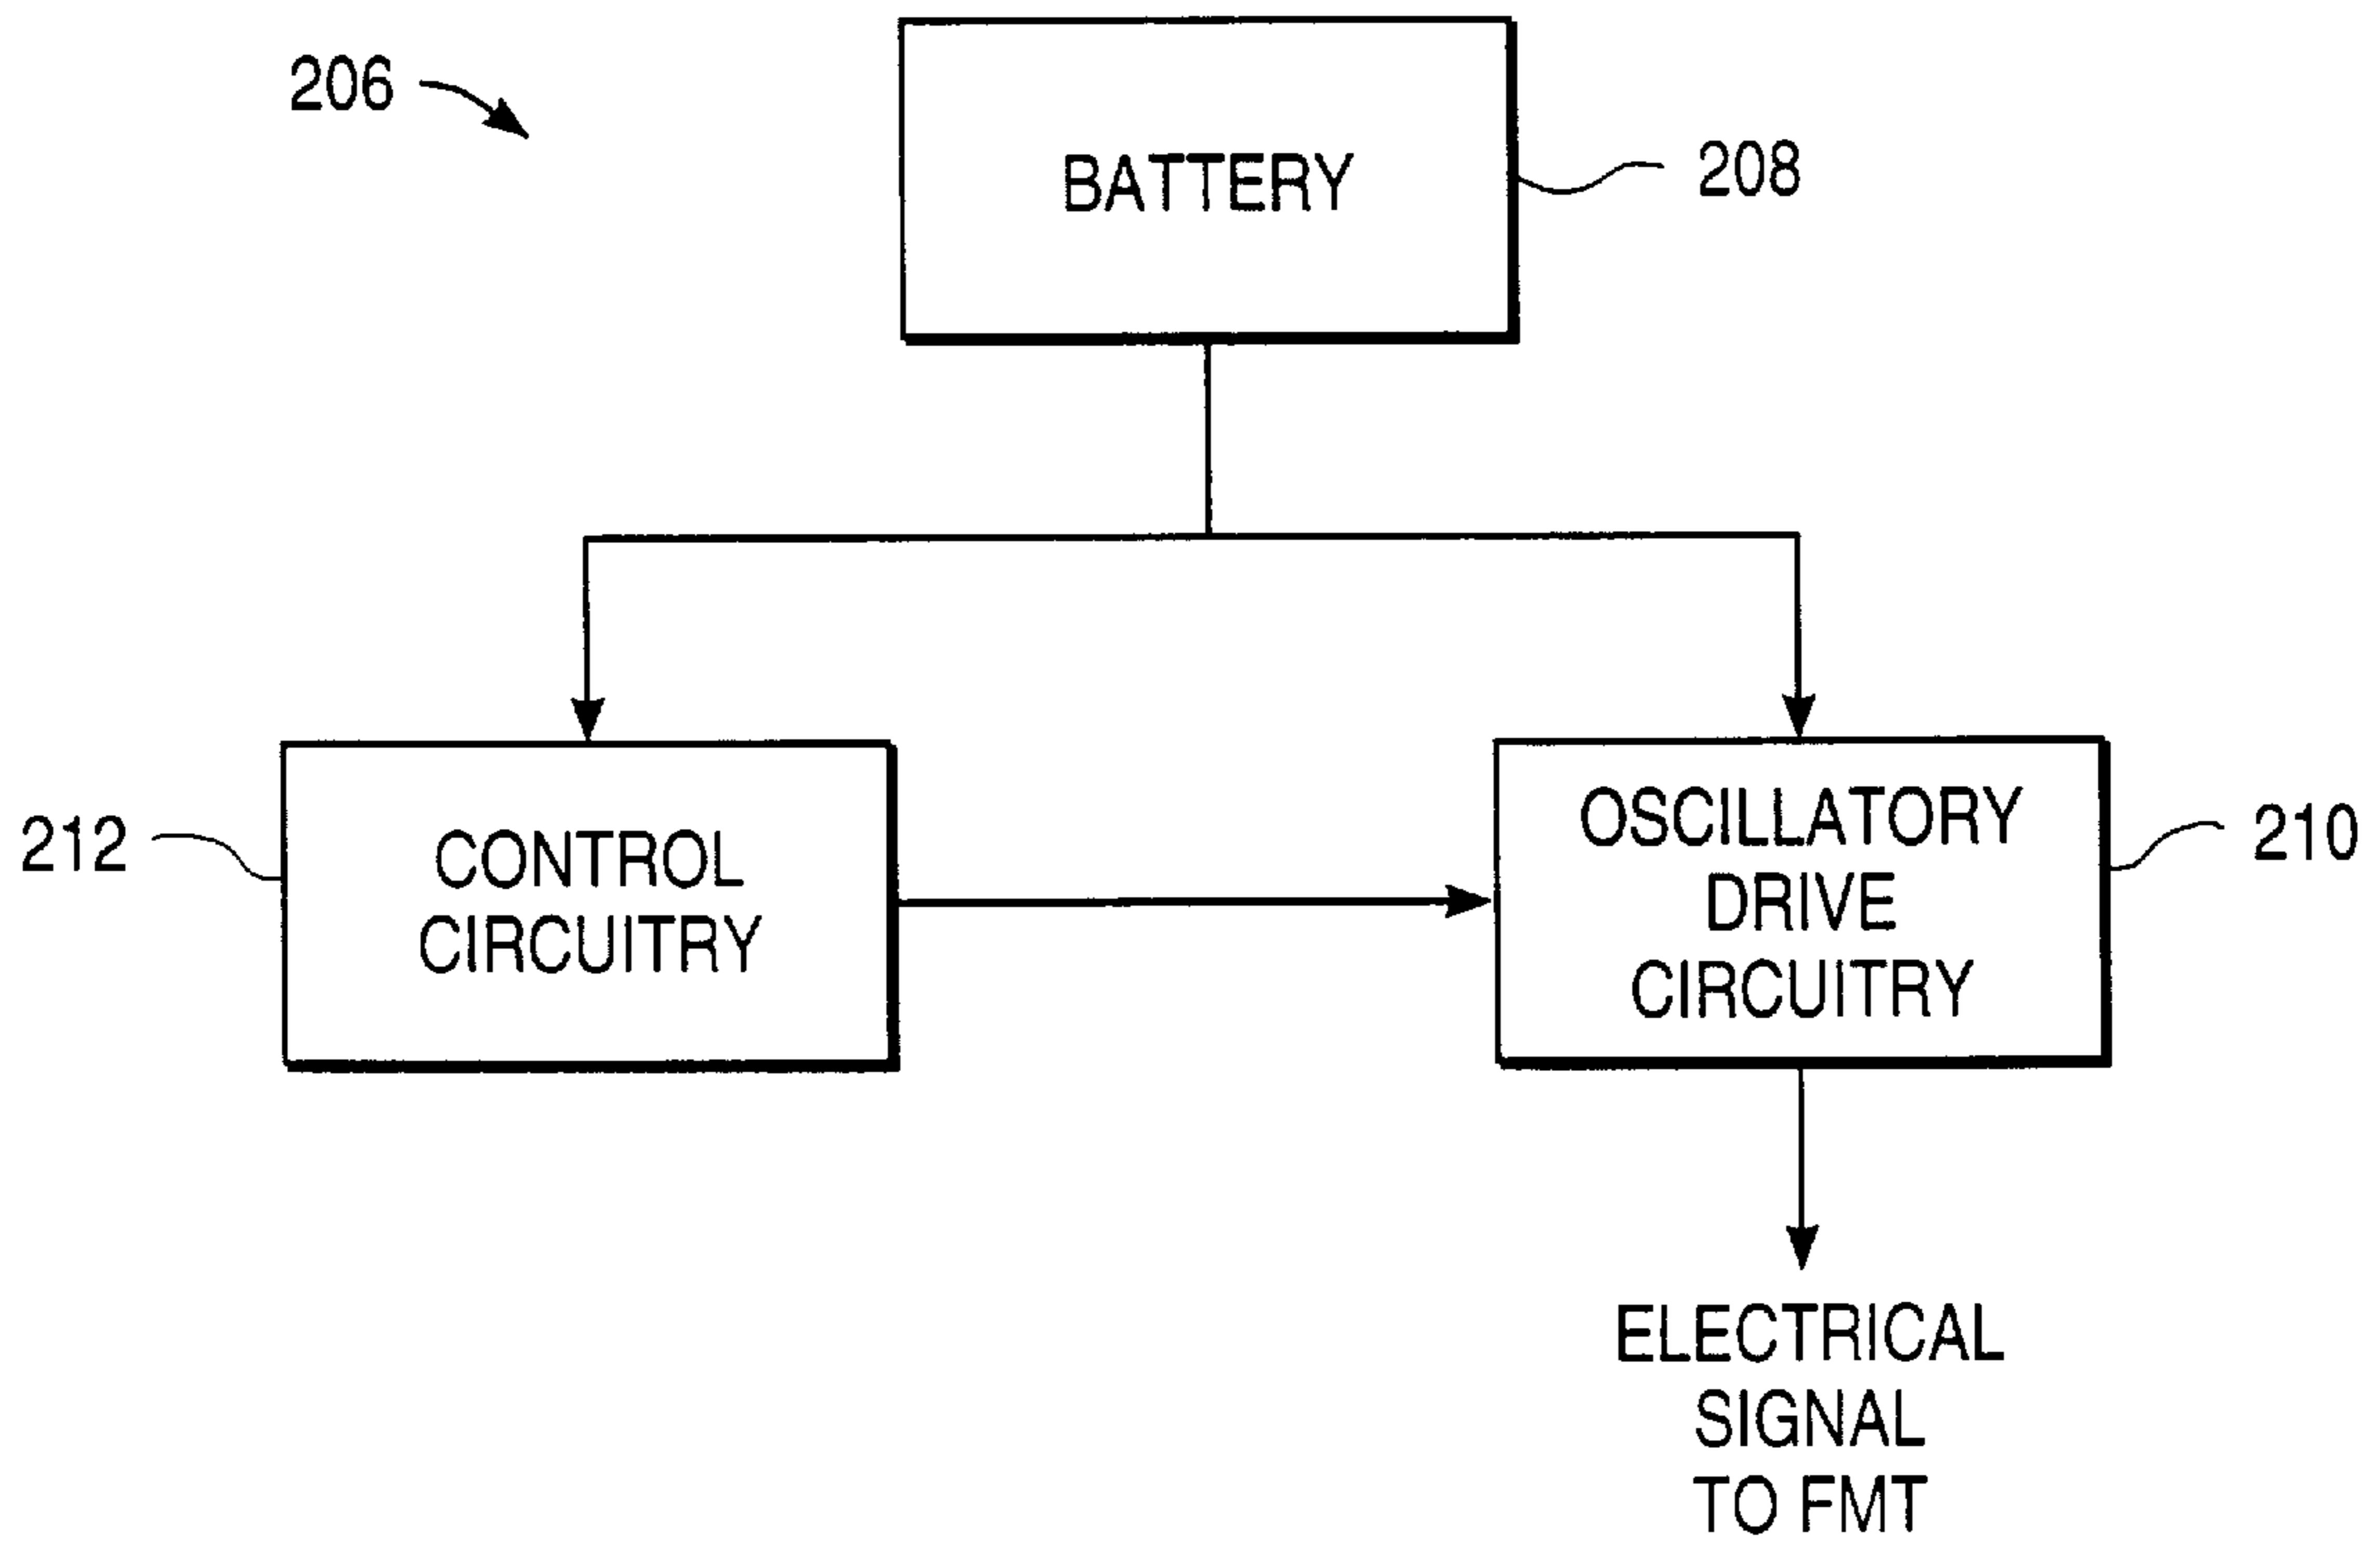 206
BATTERY
208
212
CONTROL
CIRCUITRY
OSCILLATORY
DRIVE
CIRCUITRY
210
ELECTRICAL
SIGNAL
TO FMT